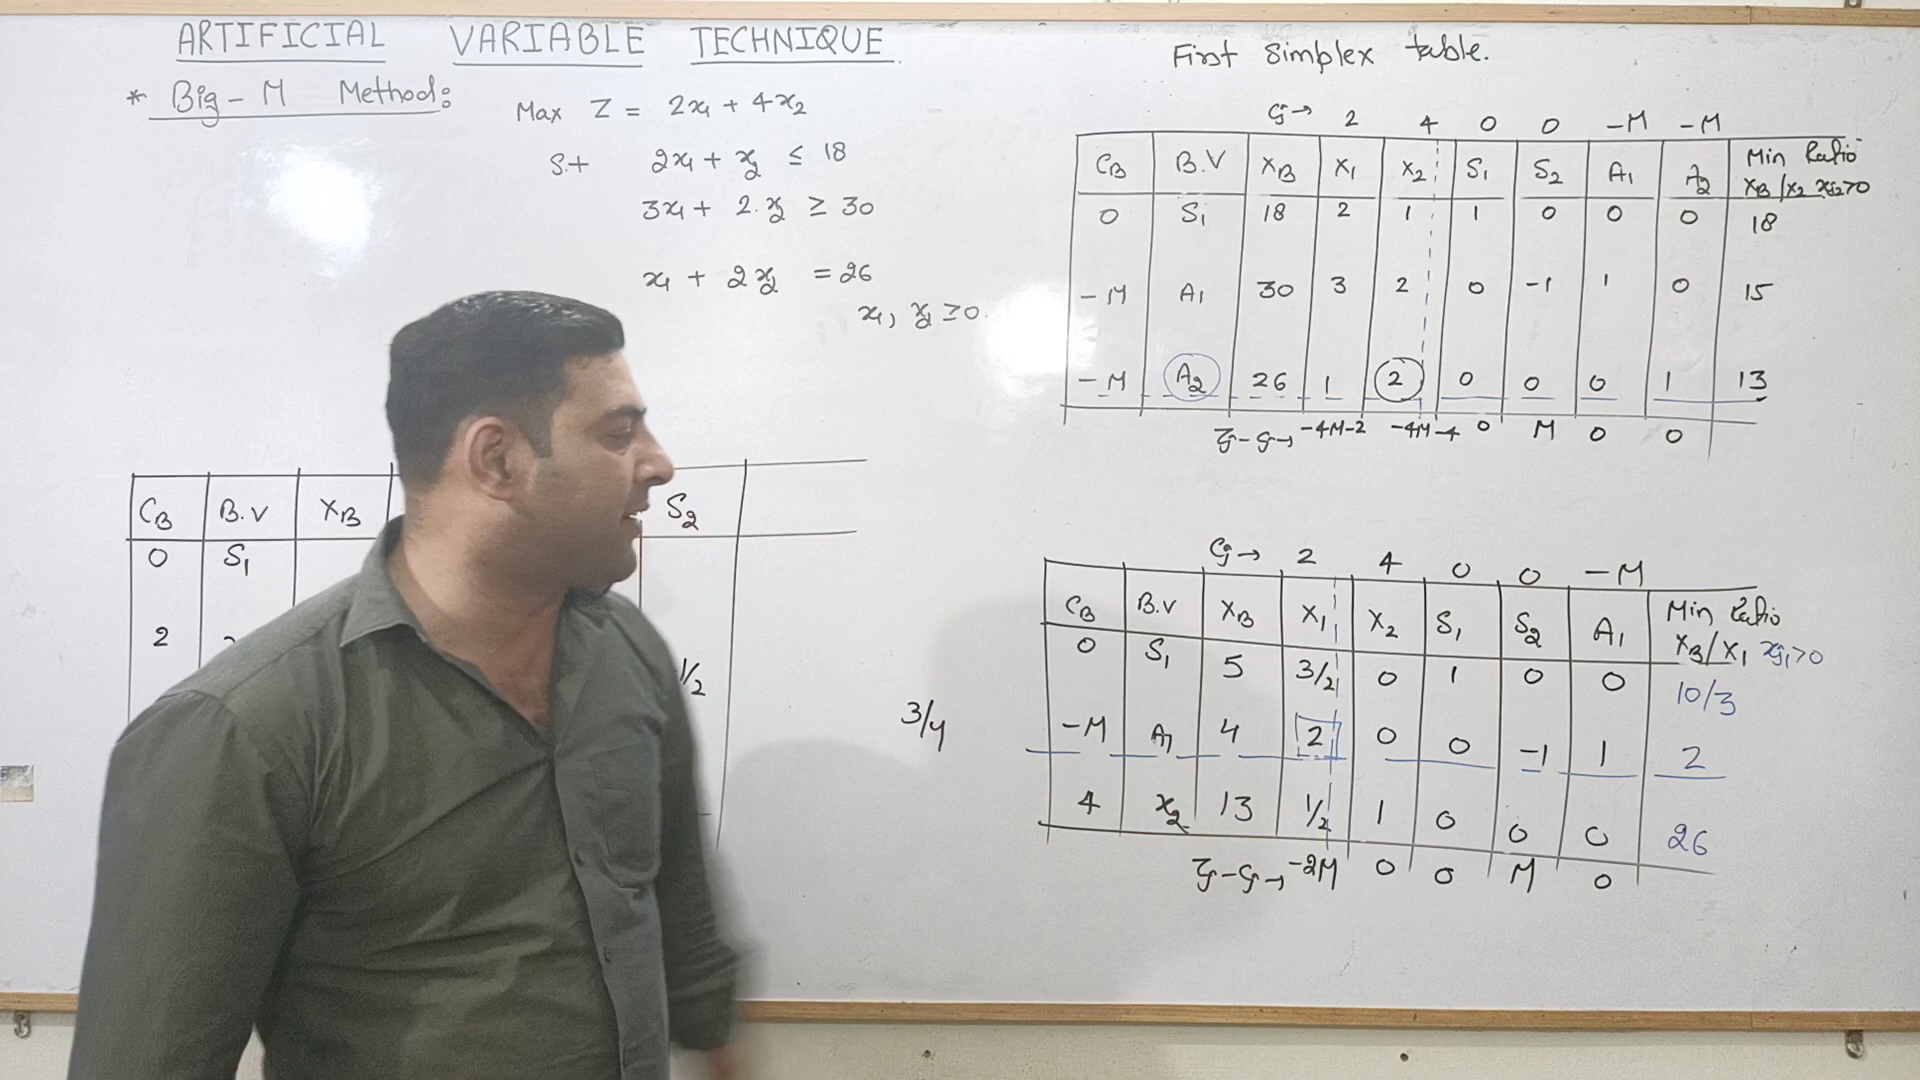 ARTIFICIAL VARIABLE TECHNIQUE.
* Big-M Method:
Max Z = 2x₁ + 4x₂
S.t 2x₁ + x₂ ≤ 18
3x₁ + 2.x₂ ≥ 30
x₁ + 2x₂ = 26
x₁, x₂ ≥ 0.
First Simplex table.
Cj → 2 4 0 0 -M -M
CB B.V XB X₁ X₂ S₁ S₂ A₁ A₂ Min Ratio
XB/X₂ xj₂>0
0 S₁ 18 2 1 1 0 0 0 18
-M A₁ 30 3 2 0 -1 1 0 15
-M A₂ 26 1 2 0 0 0 1 13
Zj-Cj → -4M-2 -4M-4 0 M 0 0
CB B.V XB S₂
0 S₁
2
1/2
3/4
Cj → 2 4 0 0 -M
CB B.V XB X₁ X₂ S₁ S₂ A₁ Min Ratio
XB/X₁ xj₁>0
0 S₁ 5 3/2 0 1 0 0 10/3
-M A₁ 4 2 0 0 -1 1 2
4 x₂ 13 1/2 1 0 0 0 26
Zj-Cj → -2M 0 0 M 0